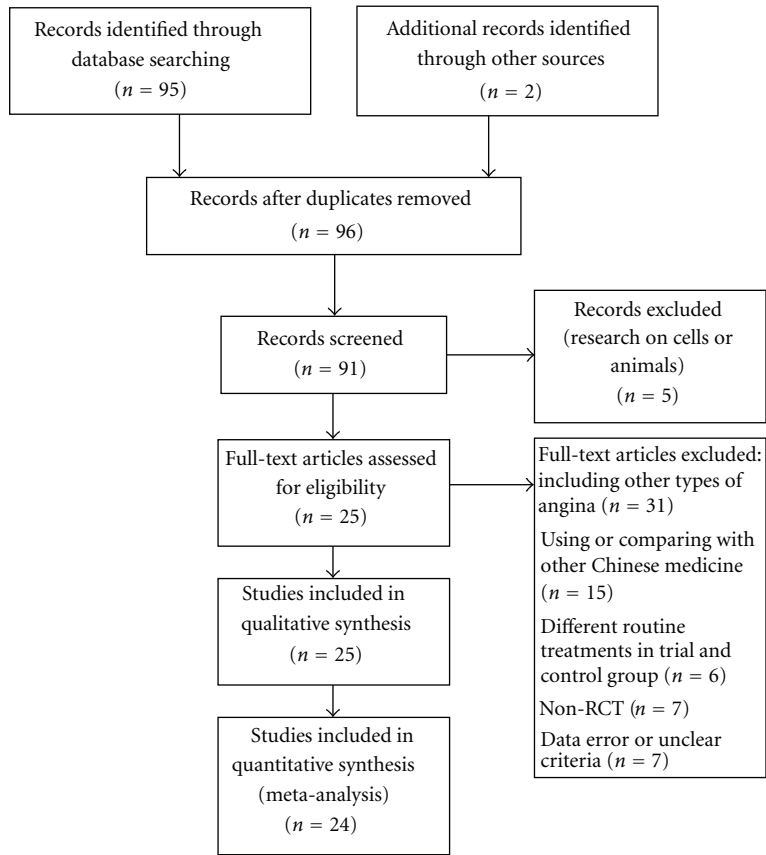 Records identified through
database searching
(n = 95)
Additional records identified
through other sources
(n = 2)
Records after duplicates removed
(n = 96)
Records screened
(n = 91)
Records excluded
(research on cells or
animals)
(n = 5)
Full-text articles assessed
for eligibility
(n = 25)
Full-text articles excluded:
including other types of
angina (n = 31)
Using or comparing with
other Chinese medicine
(n = 15)
Different routine
treatments in trial and
control group (n = 6)
Non-RCT (n = 7)
Data error or unclear
criteria (n = 7)
Studies included in
qualitative synthesis
(n = 25)
Studies included in
quantitative synthesis
(meta-analysis)
(n = 24)